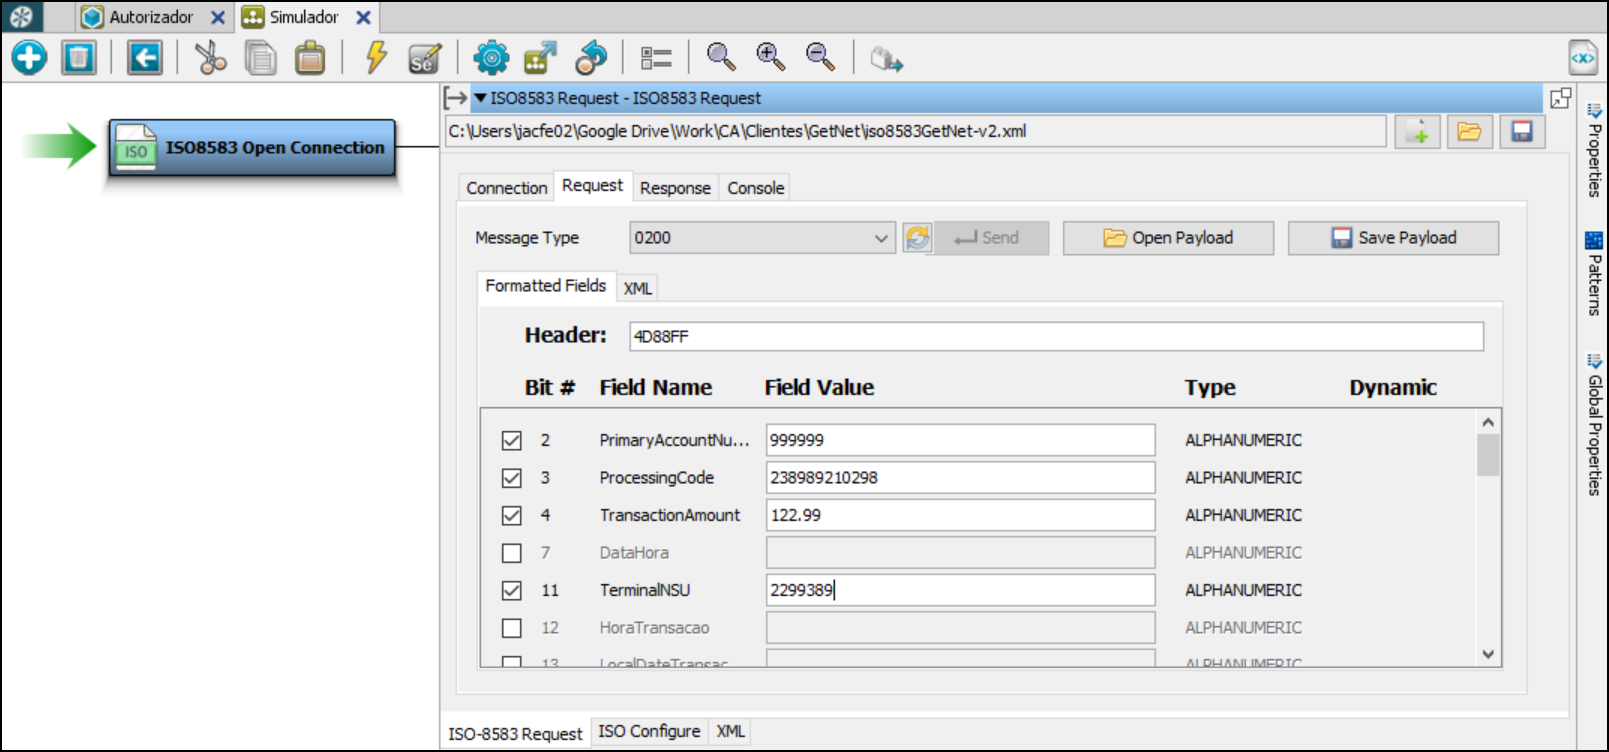 Autorizador Simulador
Se
ISO8583 Request - ISO8583 Request
C:\Users\jacfe02\Google Drive\Work\CA\Clientes\GetNet\iso8583GetNet-v2.xml
ISO ISO8583 Open Connection
Connection Request Response Console
Message Type 0200 Send Open Payload Save Payload
Formatted Fields XML
Header: 4D88FF
Bit # Field Name Field Value Type Dynamic
2 PrimaryAccountNu... 999999 ALPHANUMERIC
3 ProcessingCode 238989210298 ALPHANUMERIC
4 TransactionAmount 122.99 ALPHANUMERIC
7 DataHora ALPHANUMERIC
11 TerminalNSU 2299389 ALPHANUMERIC
12 HoraTransacao ALPHANUMERIC
13 LocalDateTransac ALPHANUMERIC
ISO-8583 Request ISO Configure XML
Properties
Patterns
Global Properties